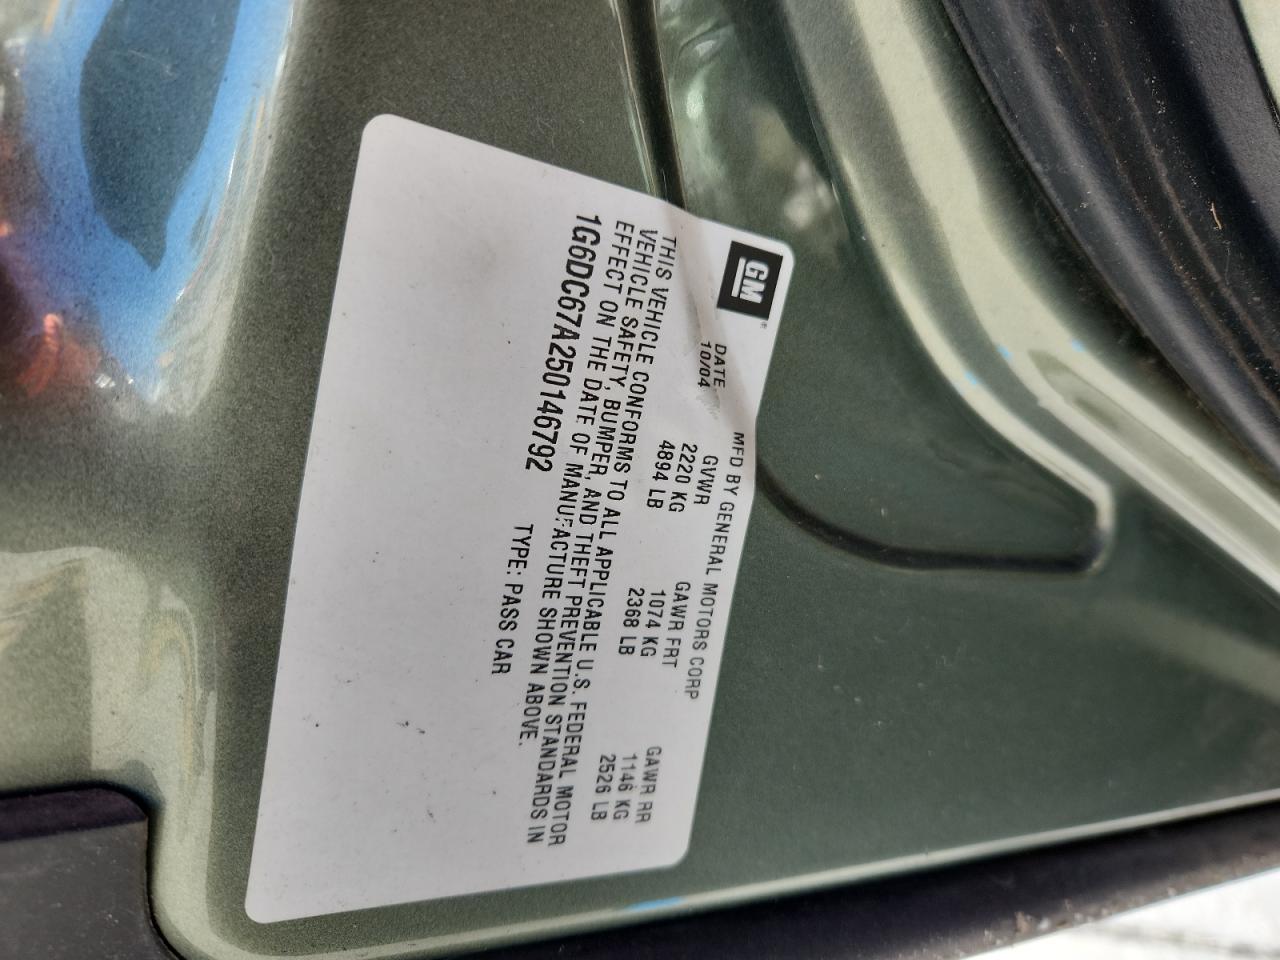 GM
MFD BY GENERAL MOTORS CORP
DATE GVWR GAWR FRT GAWR RR
10/04 2220 KG 1074 KG 1146 KG
4894 LB 2368 LB 2526 LB
THIS VEHICLE CONFORMS TO ALL APPLICABLE U.S. FEDERAL MOTOR
VEHICLE SAFETY, BUMPER, AND THEFT PREVENTION STANDARDS IN
EFFECT ON THE DATE OF MANUFACTURE SHOWN ABOVE.
1G6DC67A250146792 TYPE: PASS CAR